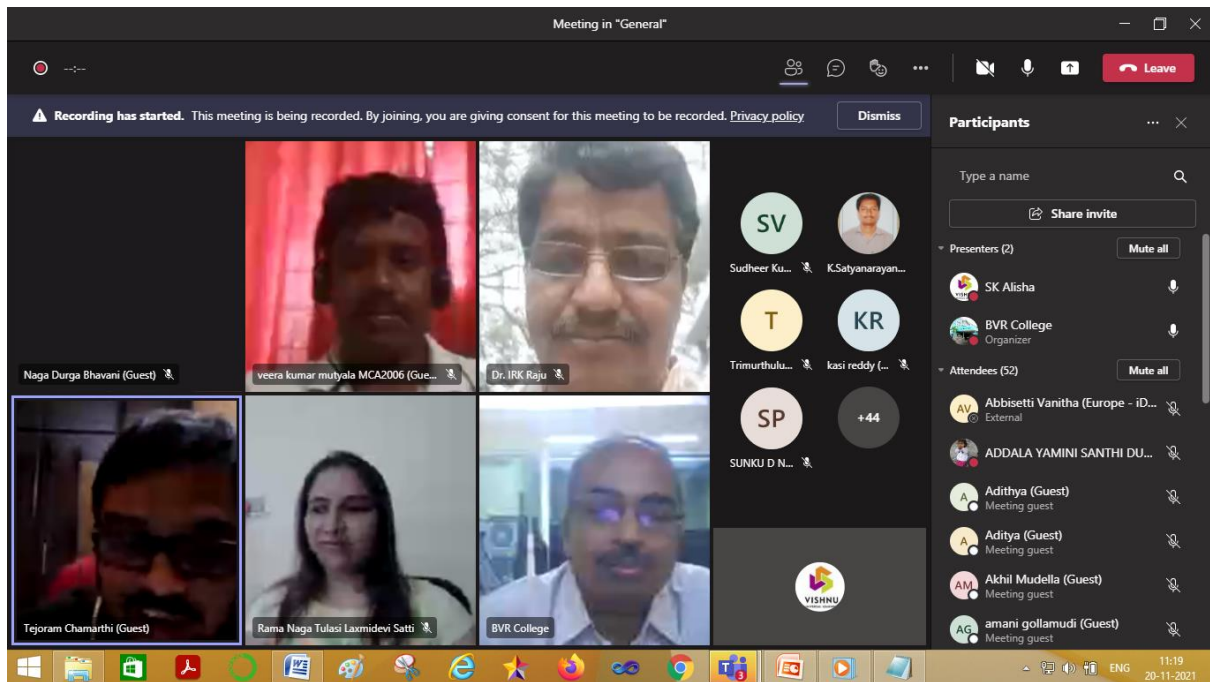 Meeting in "General"
--:--
Leave
Recording has started. This meeting is being recorded. By joining, you are giving consent for this meeting to be recorded. Privacy policy
Dismiss
Naga Durga Bhavani (Guest)
veera kumar mutyala MCA2006 (Gue...
Dr. IRK Raju
Tejoram Chamarthi (Guest)
Rama Naga Tulasi Laxmidevi Satti
BVR College
SV
Sudheer Ku...
K.Satyanarayan...
T
Trimurthulu...
KR
kasi reddy (...
SP
SUNKU D N...
+44
VISHNU
Participants
Type a name
Share invite
Presenters (2)
Mute all
SK Alisha
BVR College
Organizer
Attendees (52)
Mute all
AV
Abbisetti Vanitha (Europe - iD...
External
ADDALA YAMINI SANTHI DU...
A
Adithya (Guest)
Meeting guest
A
Aditya (Guest)
Meeting guest
AM
Akhil Mudella (Guest)
Meeting guest
AG
amani gollamudi (Guest)
Meeting guest
ENG
11:19
20-11-2021